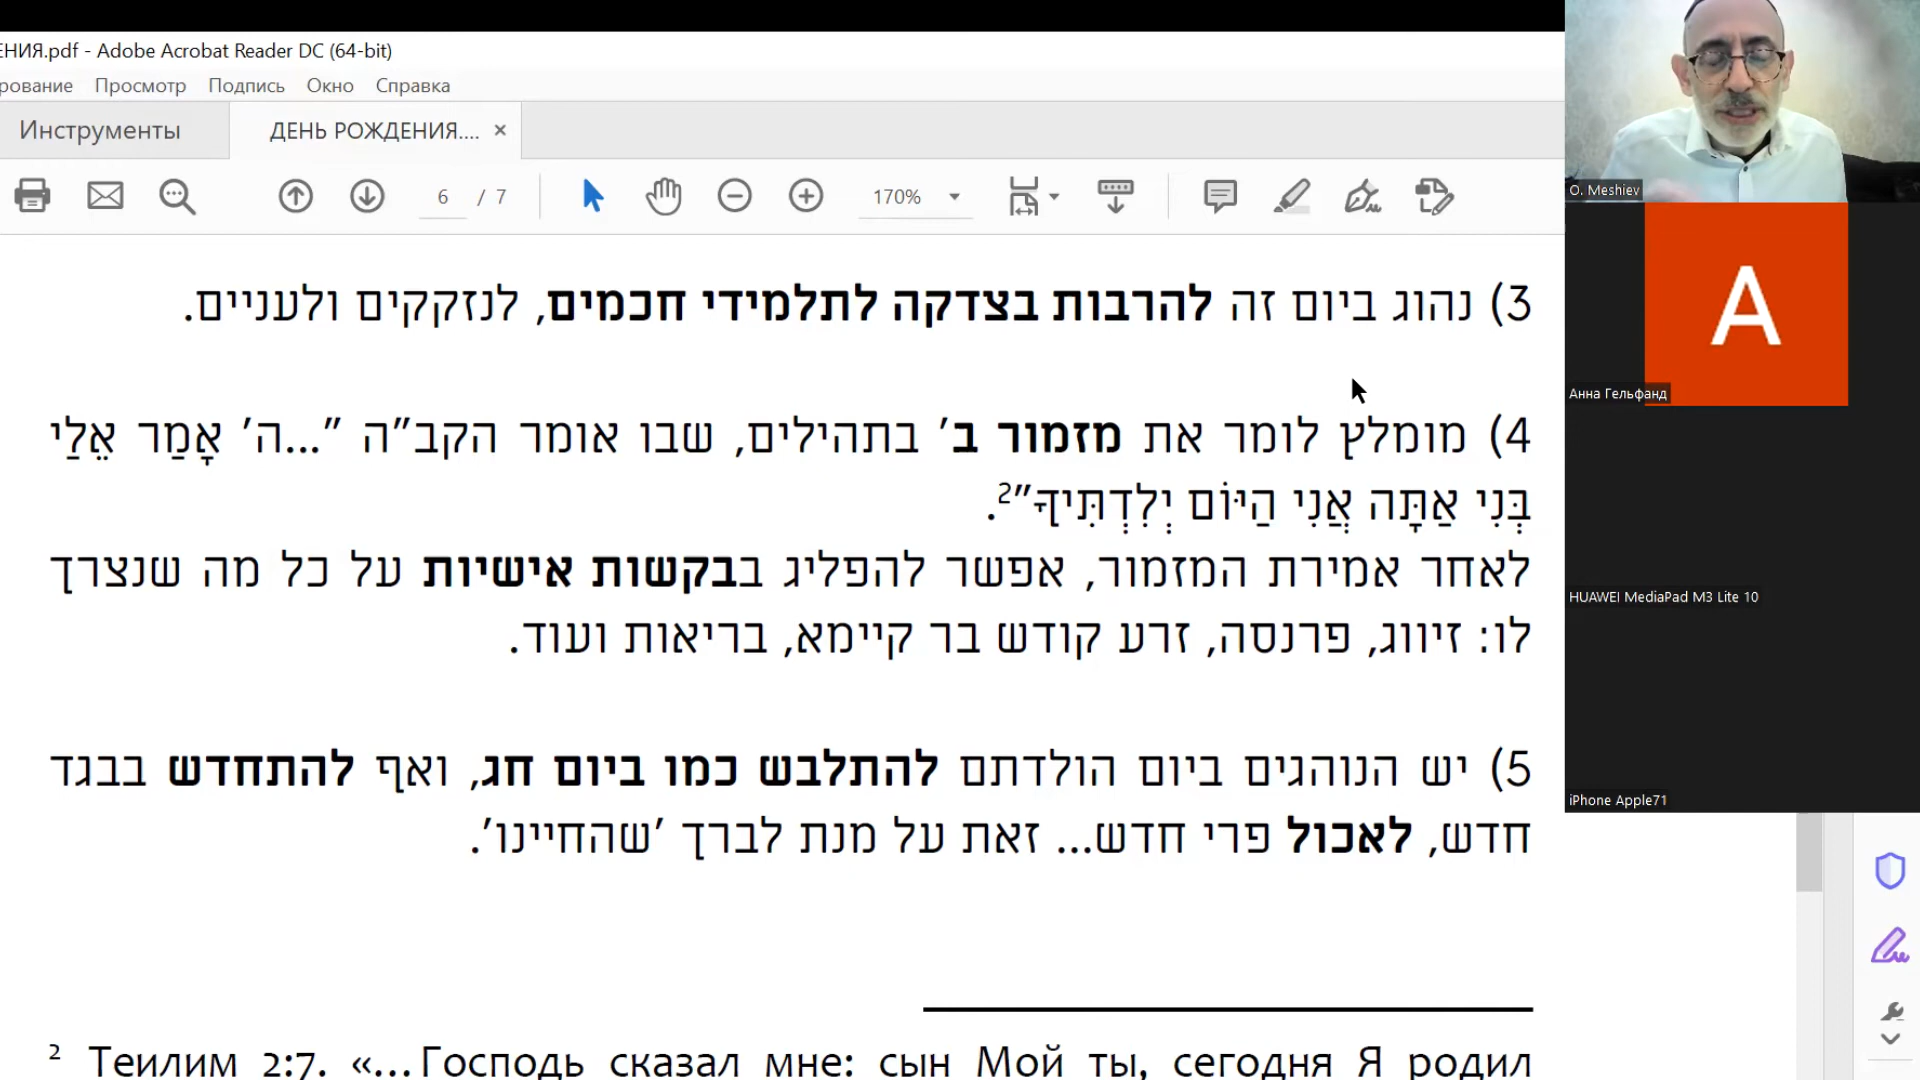 ЕНИЯ.pdf - Adobe Acrobat Reader DC (64-bit)
рование Просмотр Подпись Окно Справка
Инструменты ДЕНЬ РОЖДЕНИЯ.... ×
6 / 7 170%
3) נהוג ביום זה להרבות בצדקה לתלמידי חכמים, לנזקקים ולעניים.
4) מומלץ לומר את מזמור ב' בתהילים, שבו אומר הקב"ה "...ה' אָמַר אֵלַי
בְּנִי אַתָּה אֲנִי הַיּוֹם יְלִדְתִּיךָ"2.
לאחר אמירת המזמור, אפשר להפליג בבקשות אישיות על כל מה שנצרך
לו: זיווג, פרנסה, זרע קודש בר קיימא, בריאות ועוד.
5) יש הנוהגים ביום הולדתם להתלבש כמו ביום חג, ואף להתחדש בבגד
חדש, לאכול פרי חדש... זאת על מנת לברך 'שהחיינו'.
2 Теилим 2:7. «...Господь сказал мне: сын Мой ты, сегодня Я родил
O. Meshiev
A
Анна Гельфанд
HUAWEI MediaPad M3 Lite 10
iPhone Apple71